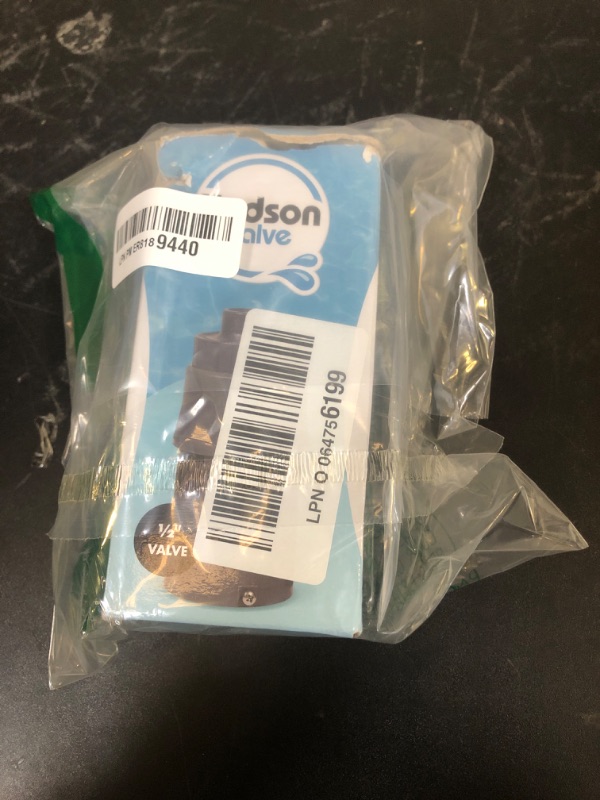 dson
alve
9440
LPN O 064756199
1/2"
VALVE